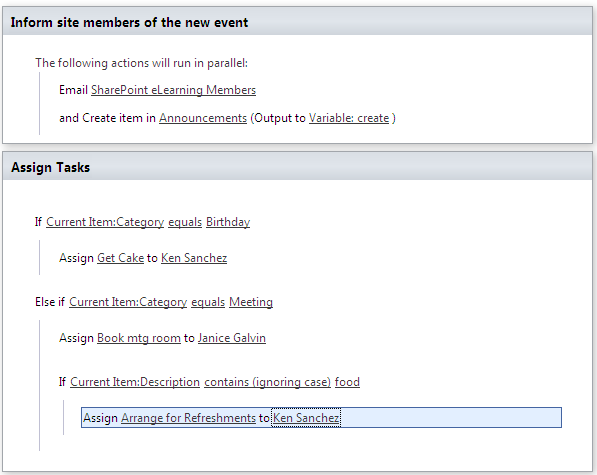 Inform site members of the new event
The following actions will run in parallel:
Email SharePoint eLearning Members
and Create item in Announcements (Output to Variable: create )
Assign Tasks
If Current Item:Category equals Birthday
Assign Get Cake to Ken Sanchez
Else if Current Item:Category equals Meeting
Assign Book mtg room to Janice Galvin
If Current Item:Description contains (ignoring case) food
Assign Arrange for Refreshments to Ken Sanchez